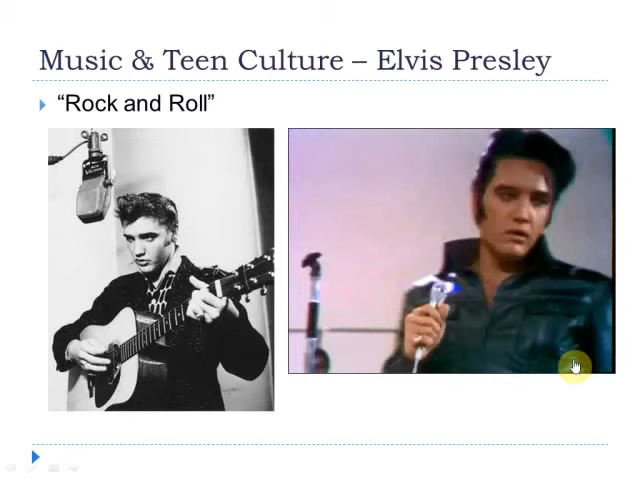 Music & Teen Culture – Elvis Presley
“Rock and Roll”